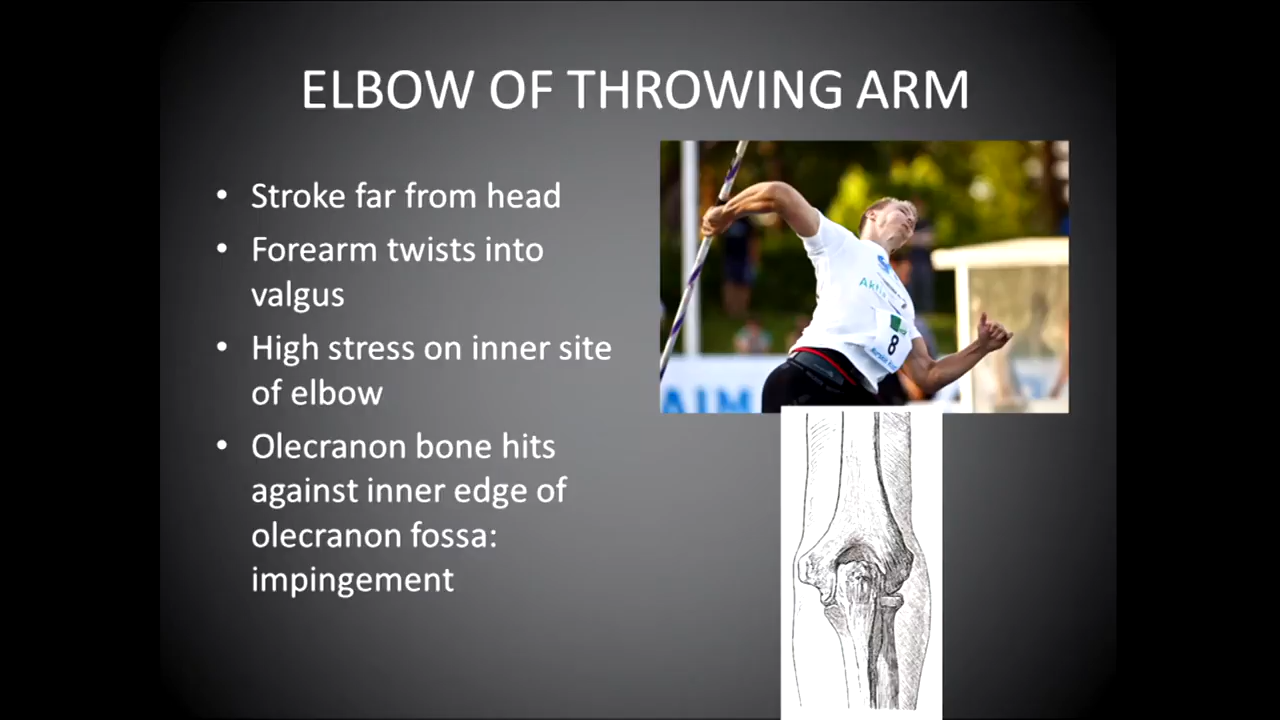 ELBOW OF THROWING ARM
• Stroke far from head
• Forearm twists into
valgus
• High stress on inner site
of elbow
• Olecranon bone hits
against inner edge of
olecranon fossa:
impingement
8
AIM